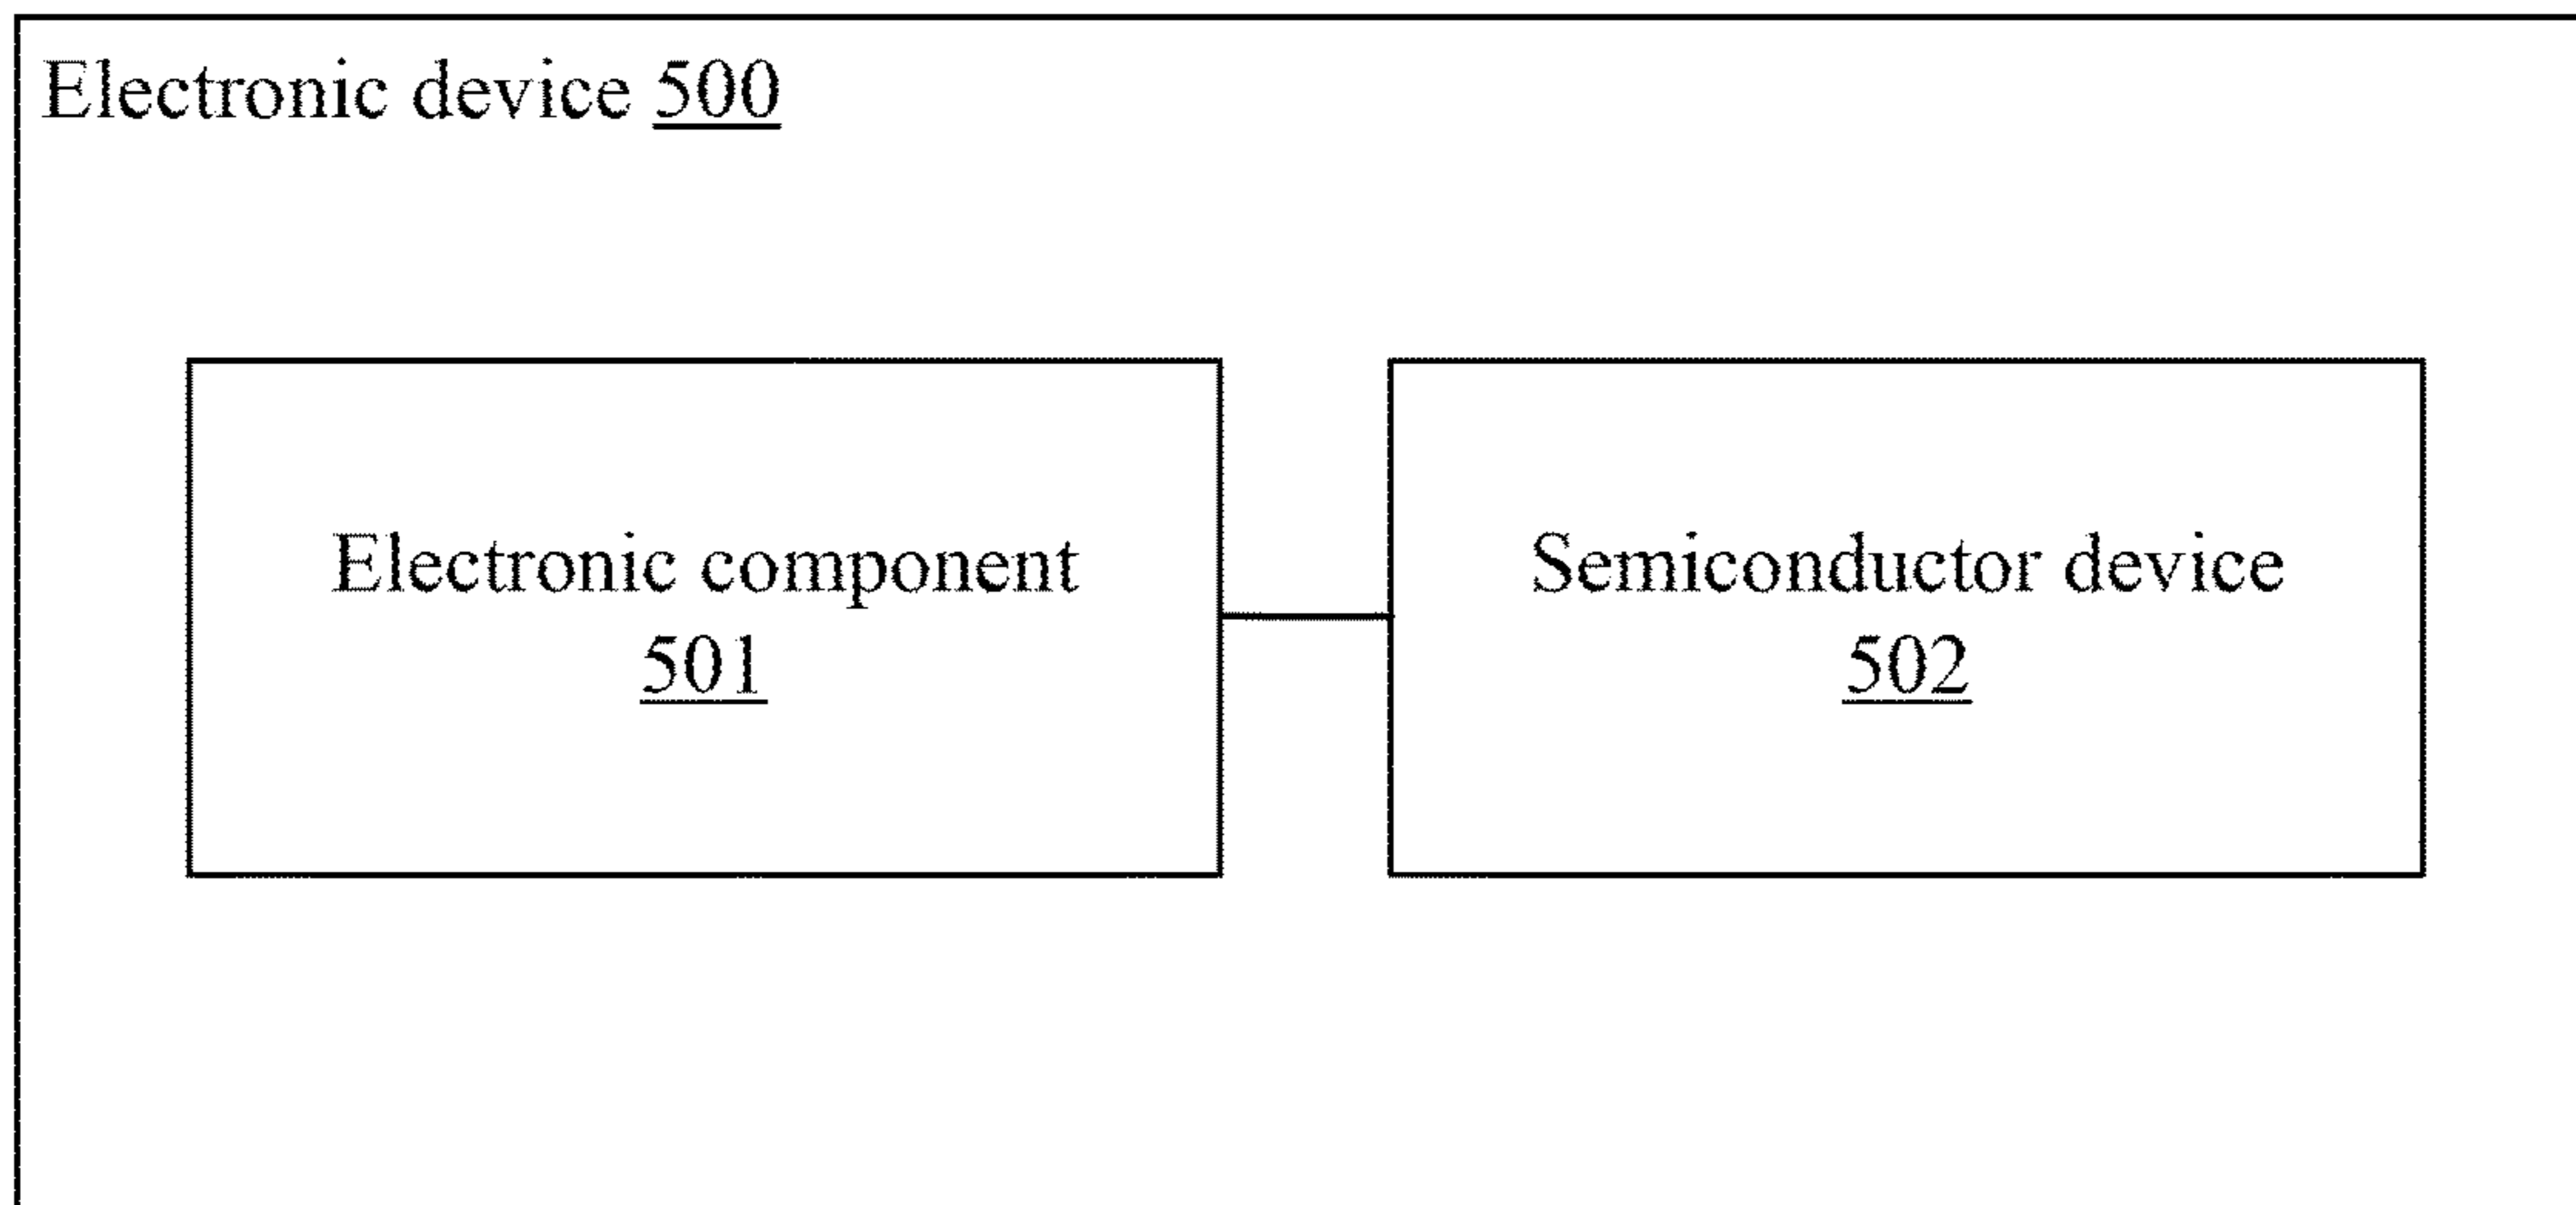 Electronic device 500
Electronic component
501
Semiconductor device
502